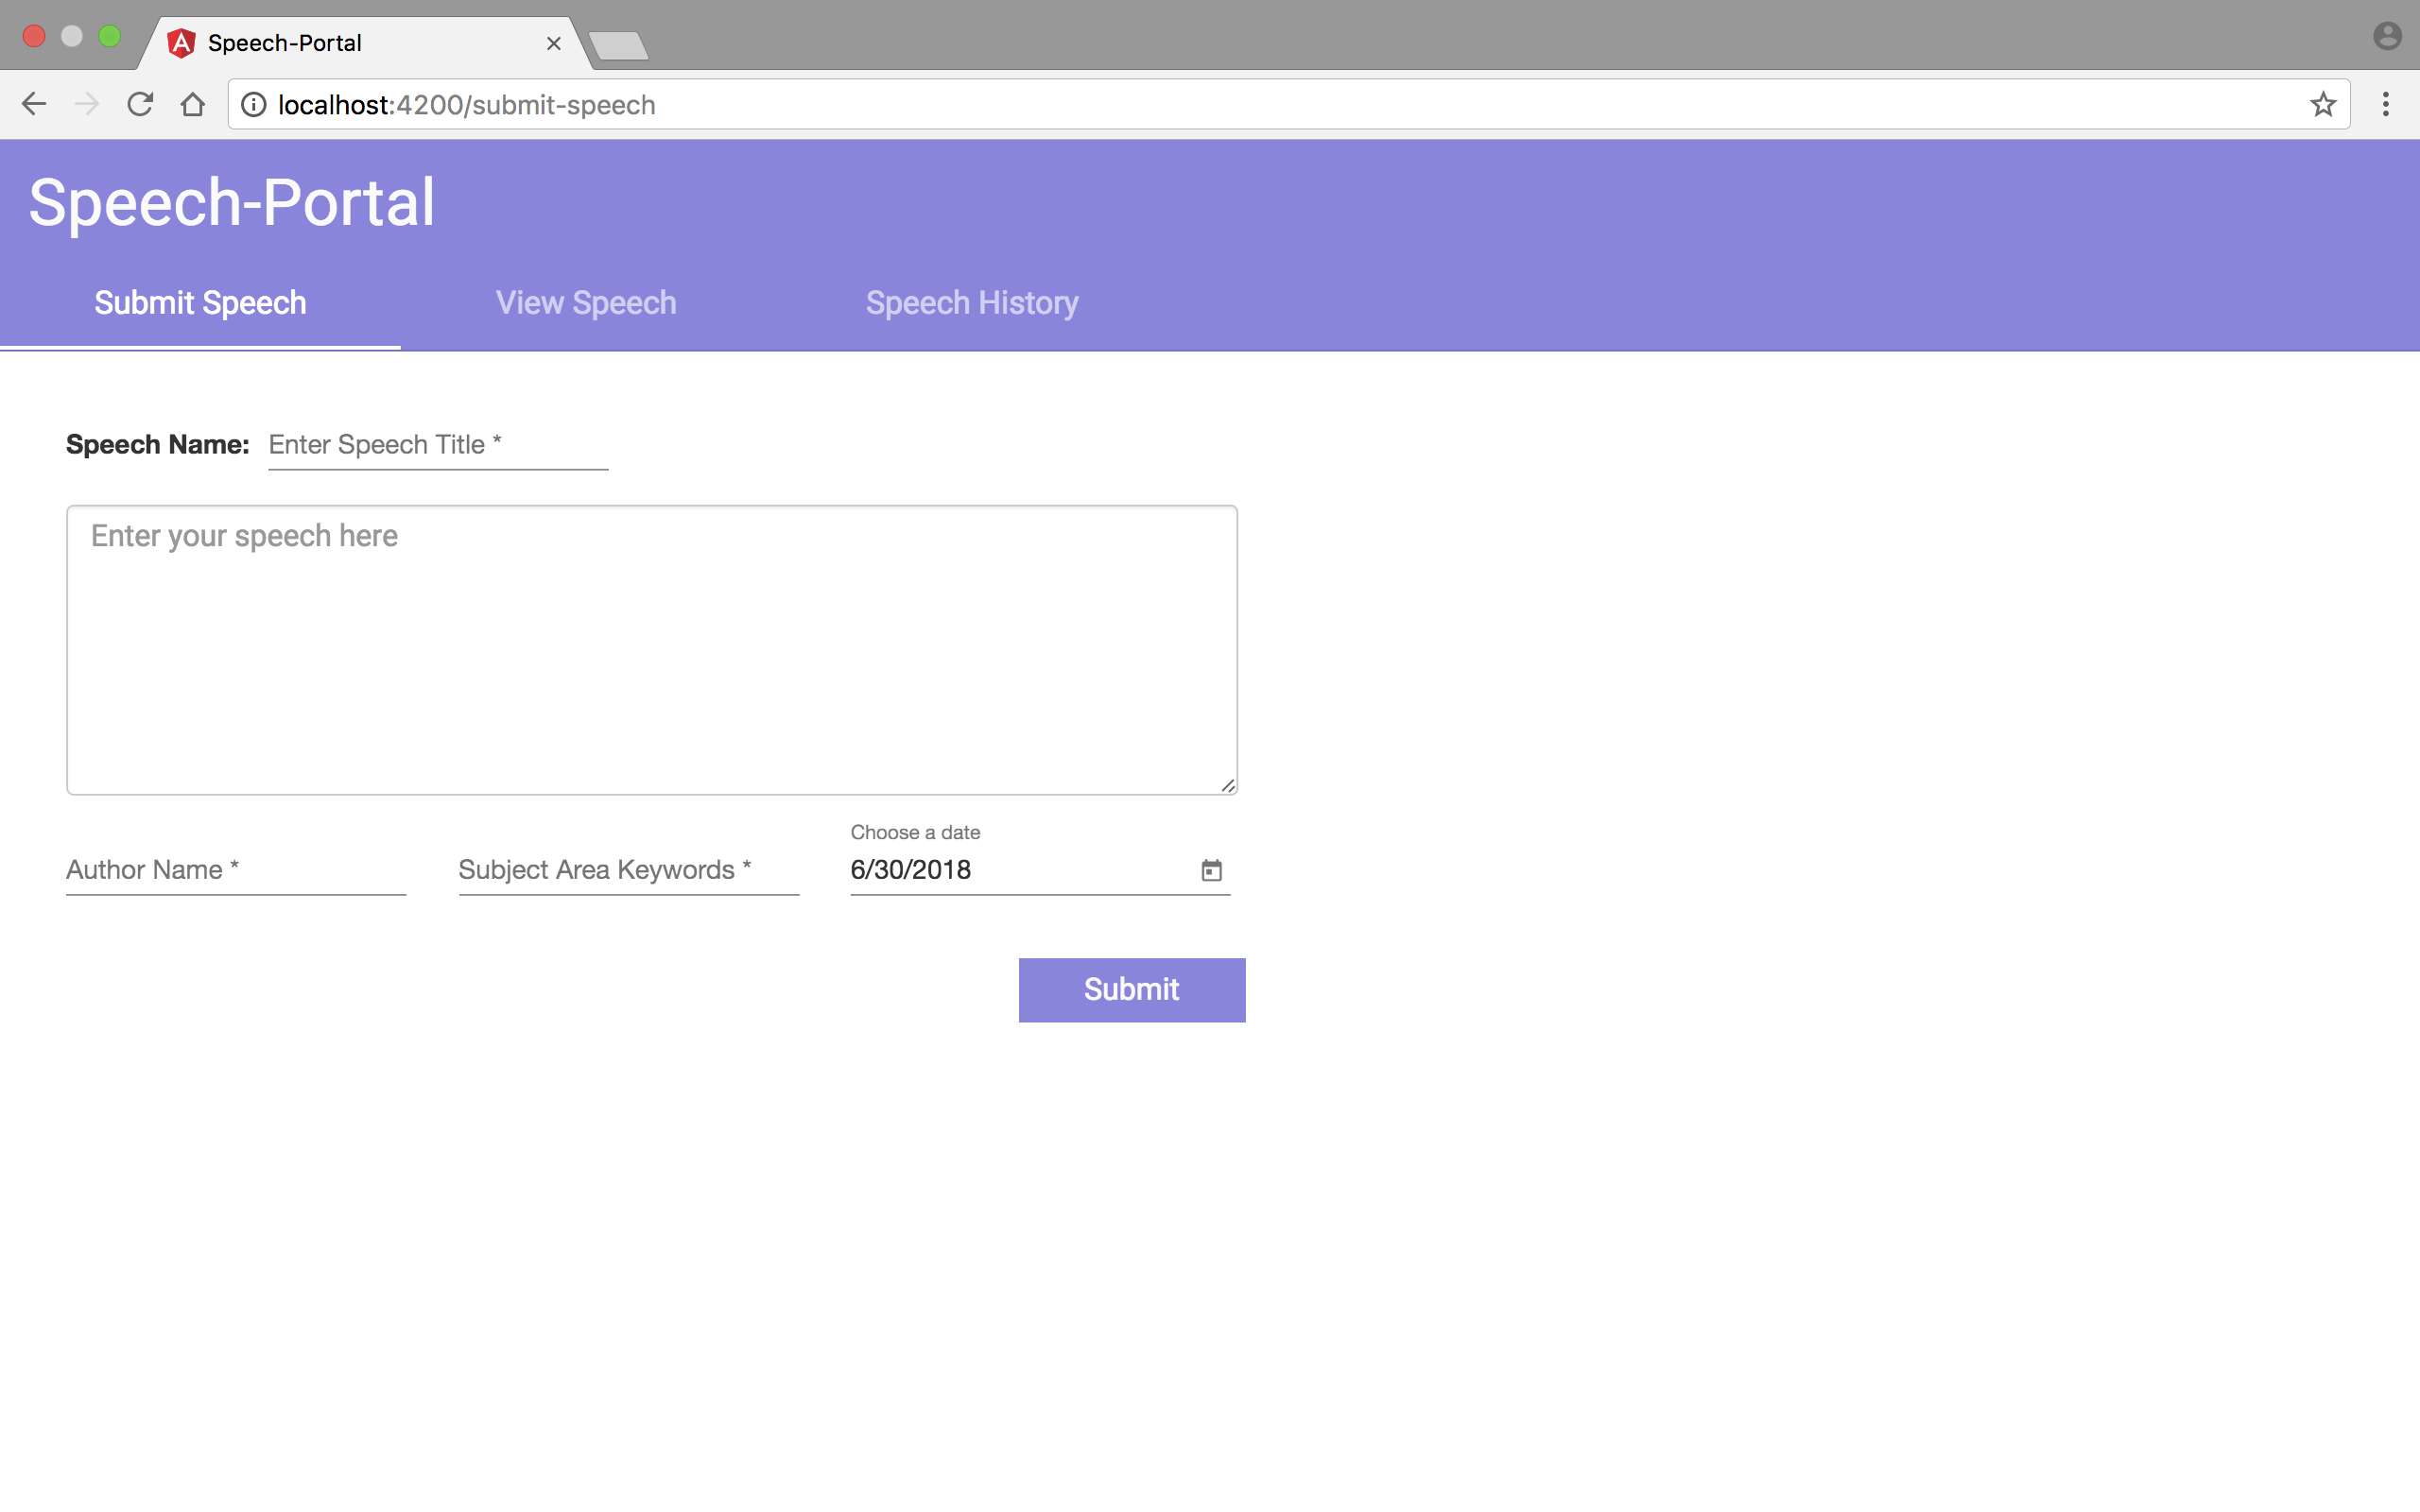 Speech-Portal
localhost:4200/submit-speech
Speech-Portal
Submit Speech View Speech Speech History
Speech Name: Enter Speech Title *
Enter your speech here
Choose a date
Author Name * Subject Area Keywords * 6/30/2018
Submit